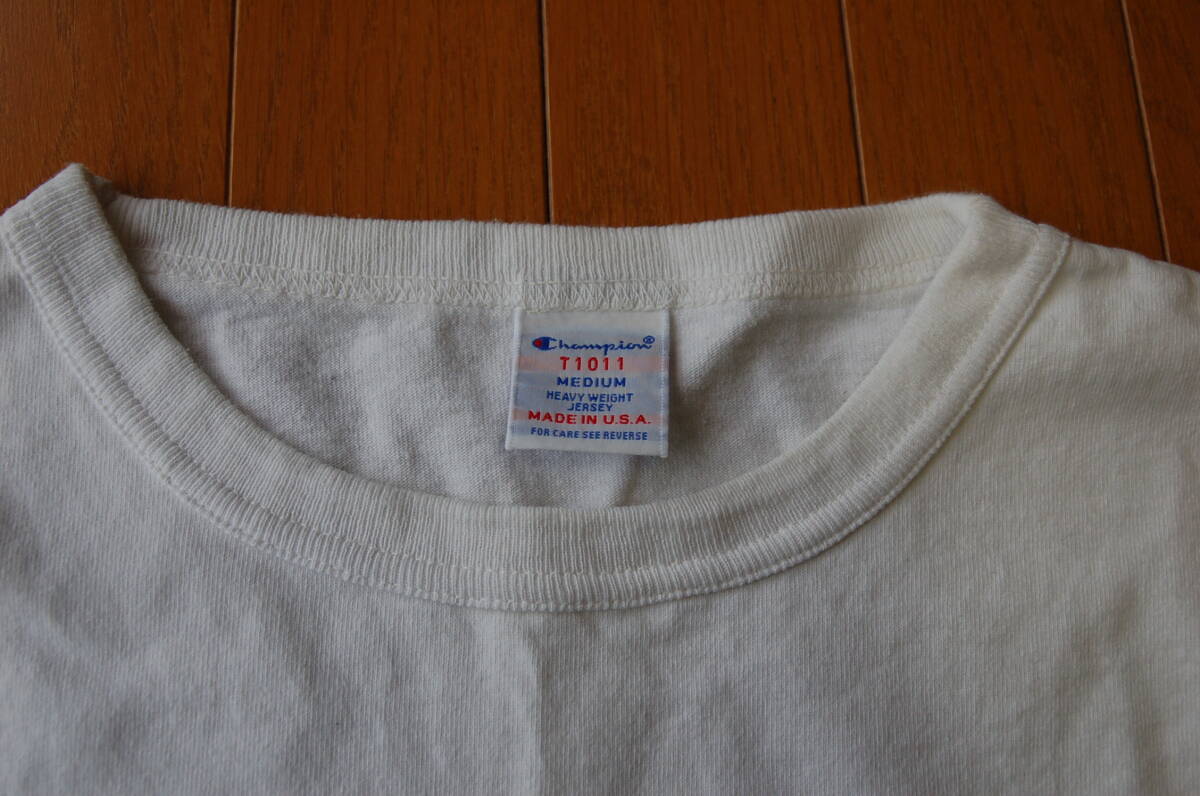 Champion®
T1011
MEDIUM
HEAVY WEIGHT
JERSEY
MADE IN U.S.A.
FOR CARE SEE REVERSE